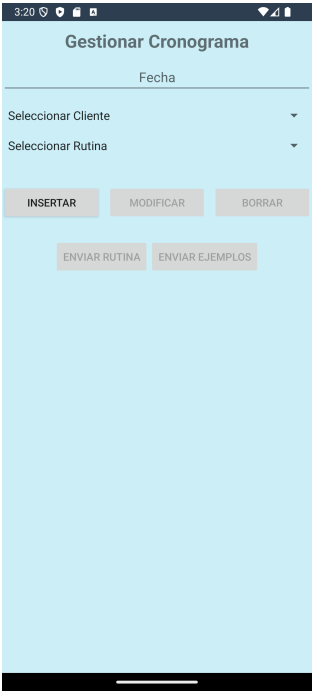 3:20
Gestionar Cronograma
Fecha
Seleccionar Cliente
Seleccionar Rutina
INSERTAR MODIFICAR BORRAR
ENVIAR RUTINA ENVIAR EJEMPLOS